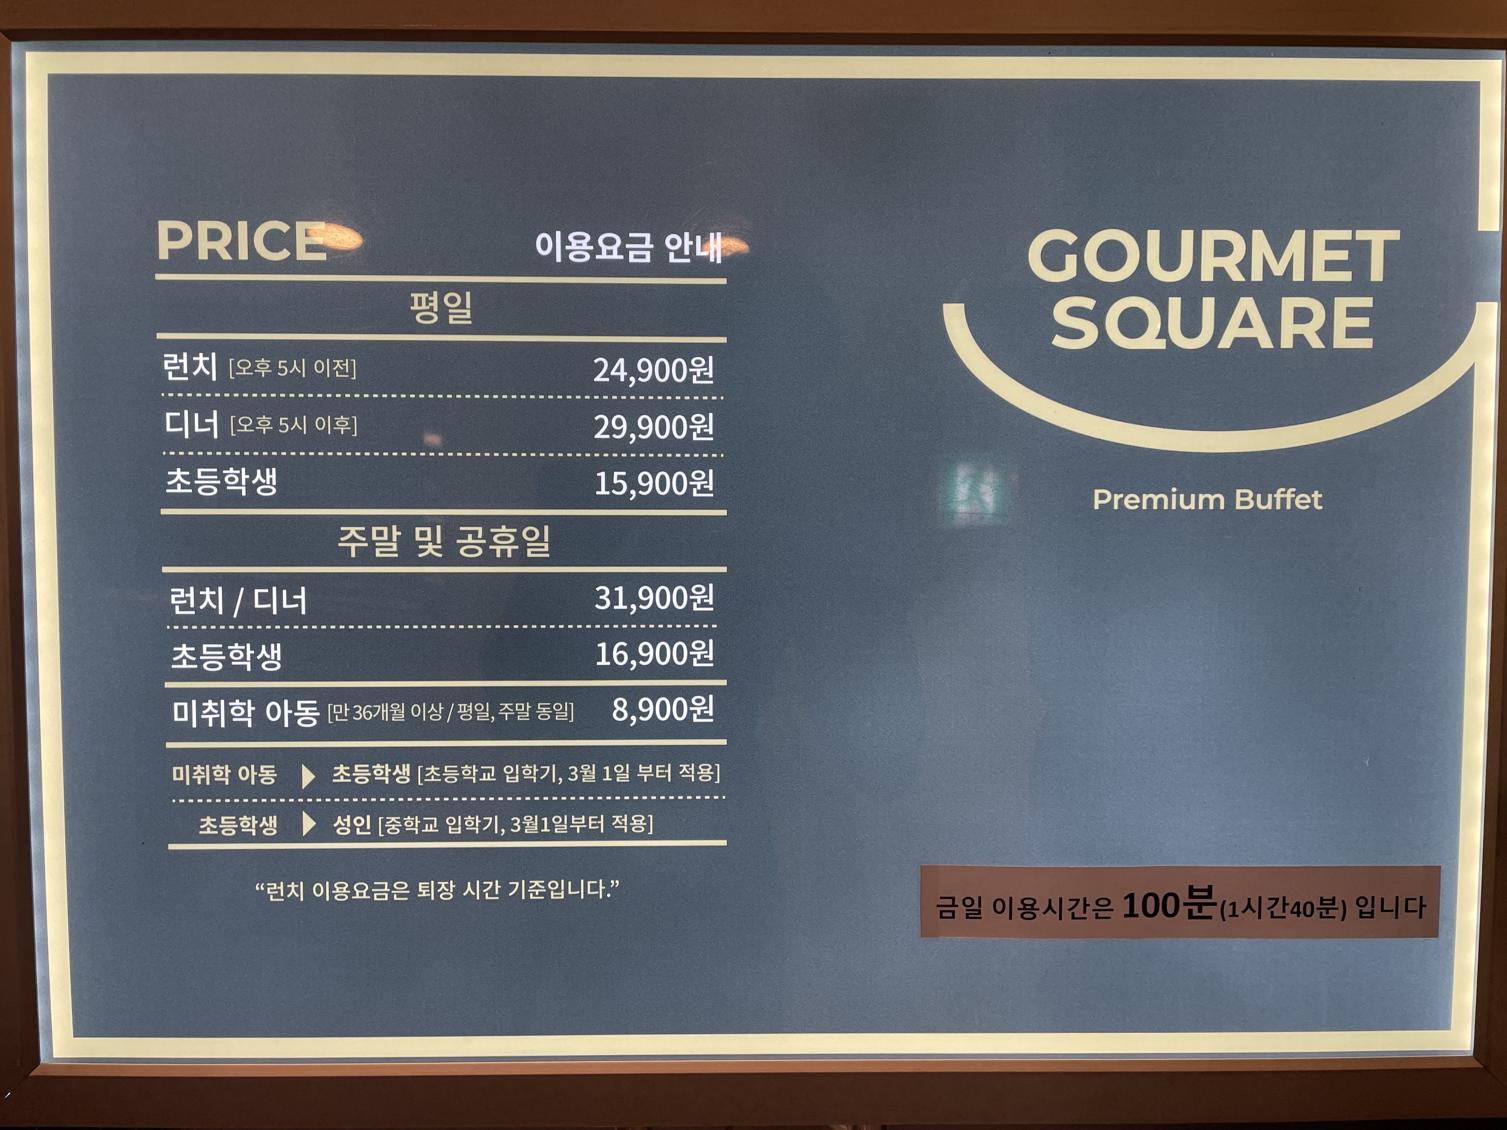 PRICE 이용요금 안내
평일
런치 [오후 5시 이전] 24,900원
디너 [오후 5시 이후] 29,900원
초등학생 15,900원
주말 및 공휴일
런치 / 디너 31,900원
초등학생 16,900원
미취학 아동 [만 36개월 이상 / 평일, 주말 동일] 8,900원
미취학 아동 ▶ 초등학생 [초등학교 입학기, 3월 1일 부터 적용]
초등학생 ▶ 성인 [중학교 입학기, 3월1일부터 적용]
“런치 이용요금은 퇴장 시간 기준입니다.”
GOURMET
SQUARE
Premium Buffet
금일 이용시간은 100분(1시간40분) 입니다